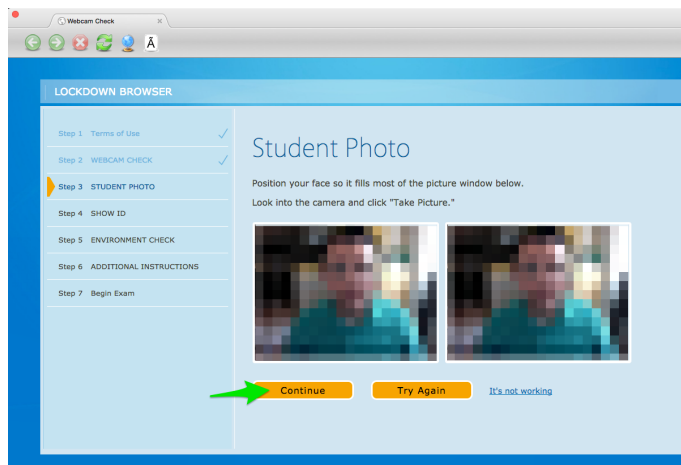 Webcam Check
Ã
LOCKDOWN BROWSER
Step 1 Terms of Use
Step 2 WEBCAM CHECK
Step 3 STUDENT PHOTO
Step 4 SHOW ID
Step 5 ENVIRONMENT CHECK
Step 6 ADDITIONAL INSTRUCTIONS
Step 7 Begin Exam
Student Photo
Position your face so it fills most of the picture window below.
Look into the camera and click "Take Picture."
Continue
Try Again
It's not working